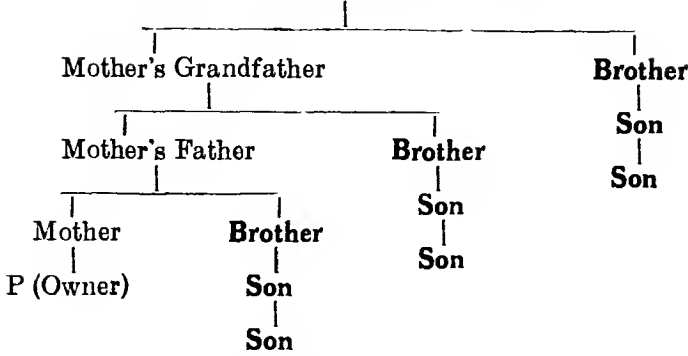 Mother's Grandfather Brother
Son
Mother's Father Brother Son
Son
Mother Brother Son
P (Owner) Son
Son